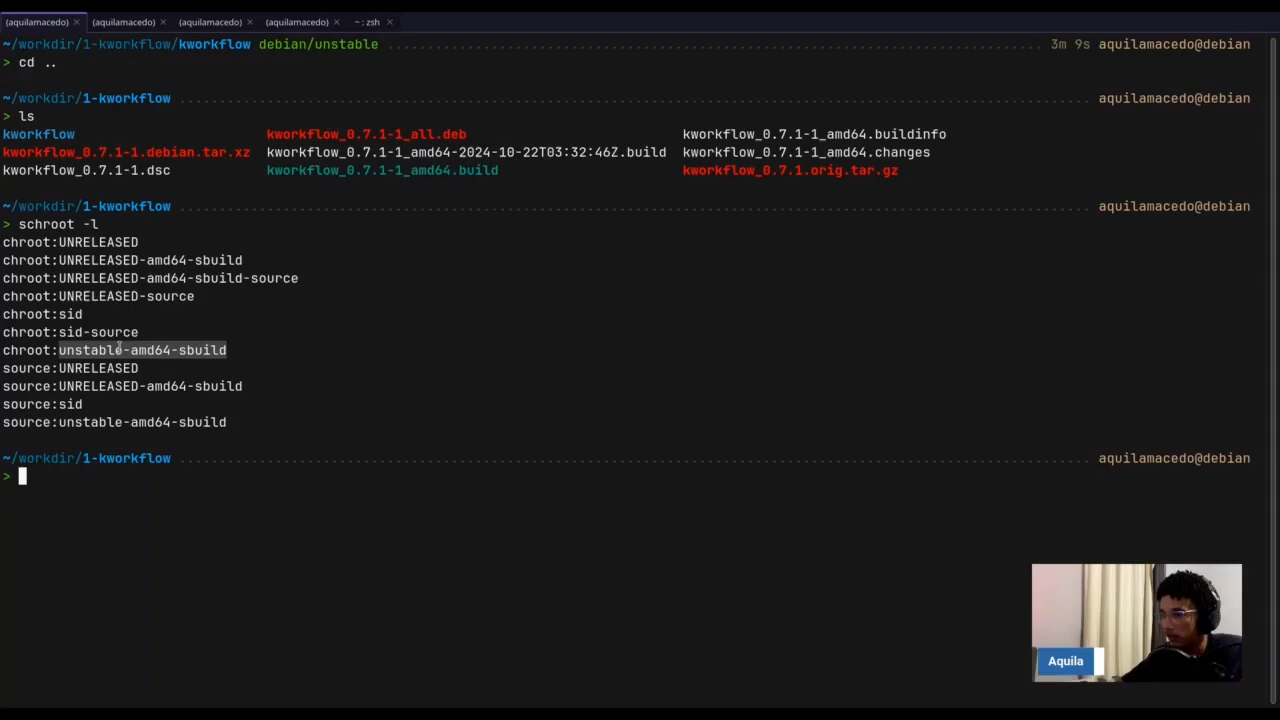 (aquilamacedo) × (aquilamacedo) × (aquilamacedo) × (aquilamacedo) × ~ : zsh ×
~/workdir/1-kworkflow/kworkflow debian/unstable 3m 9s aquilamacedo@debian
> cd ..
~/workdir/1-kworkflow aquilamacedo@debian
> ls
kworkflow kworkflow_0.7.1-1_all.deb kworkflow_0.7.1-1_amd64.buildinfo
kworkflow_0.7.1-1.debian.tar.xz kworkflow_0.7.1-1_amd64-2024-10-22T03:32:46Z.build kworkflow_0.7.1-1_amd64.changes
kworkflow_0.7.1-1.dsc kworkflow_0.7.1-1_amd64.build kworkflow_0.7.1.orig.tar.gz
~/workdir/1-kworkflow aquilamacedo@debian
> schroot -l
chroot:UNRELEASED
chroot:UNRELEASED-amd64-sbuild
chroot:UNRELEASED-amd64-sbuild-source
chroot:UNRELEASED-source
chroot:sid
chroot:sid-source
chroot:unstable-amd64-sbuild
source:UNRELEASED
source:UNRELEASED-amd64-sbuild
source:sid
source:unstable-amd64-sbuild
~/workdir/1-kworkflow aquilamacedo@debian
>
Aquila